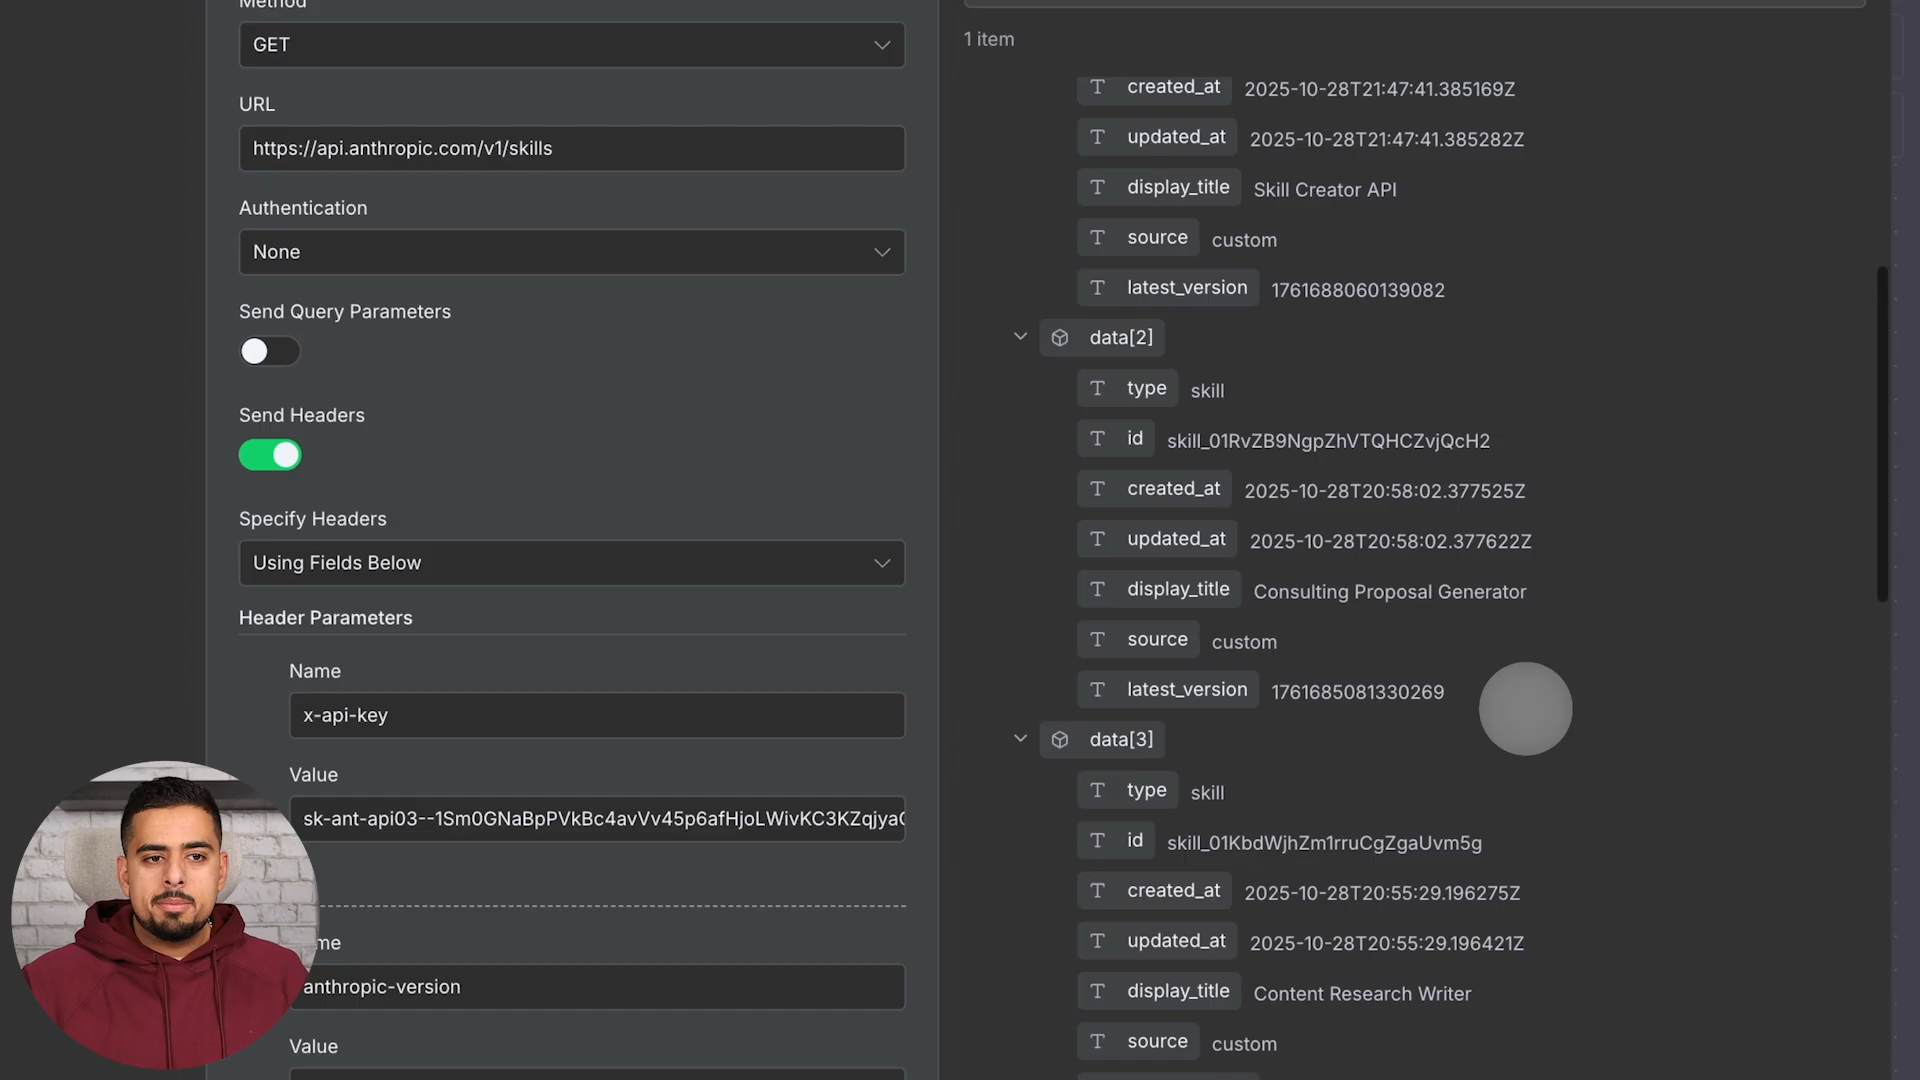 Method
GET
URL
https://api.anthropic.com/v1/skills
Authentication
None
Send Query Parameters
Send Headers
Specify Headers
Using Fields Below
Header Parameters
Name
x-api-key
Value
sk-ant-api03--1Sm0GNaBpPVkBc4avVv45p6afHjoLWivKC3KZqjya
me
anthropic-version
Value
1 item
T created_at 2025-10-28T21:47:41.385169Z
T updated_at 2025-10-28T21:47:41.385282Z
T display_title Skill Creator API
T source custom
T latest_version 1761688060139082
data[2]
T type skill
T id skill_01RvZB9NgpZhVTQHCZvjQcH2
T created_at 2025-10-28T20:58:02.377525Z
T updated_at 2025-10-28T20:58:02.377622Z
T display_title Consulting Proposal Generator
T source custom
T latest_version 1761685081330269
data[3]
T type skill
T id skill_01KbdWjhZm1rruCgZgaUvm5g
T created_at 2025-10-28T20:55:29.196275Z
T updated_at 2025-10-28T20:55:29.196421Z
T display_title Content Research Writer
T source custom